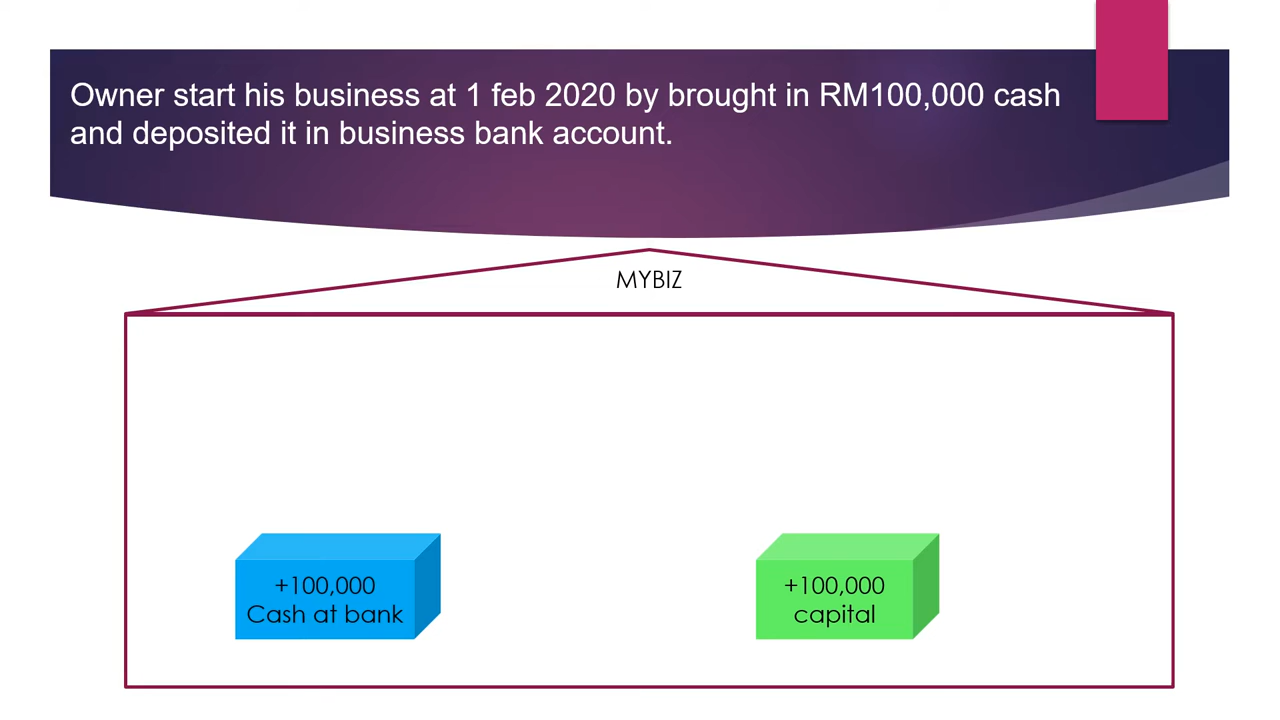 Owner start his business at 1 feb 2020 by brought in RM100,000 cash
and deposited it in business bank account.
MYBIZ
+100,000
Cash at bank
+100,000
capital